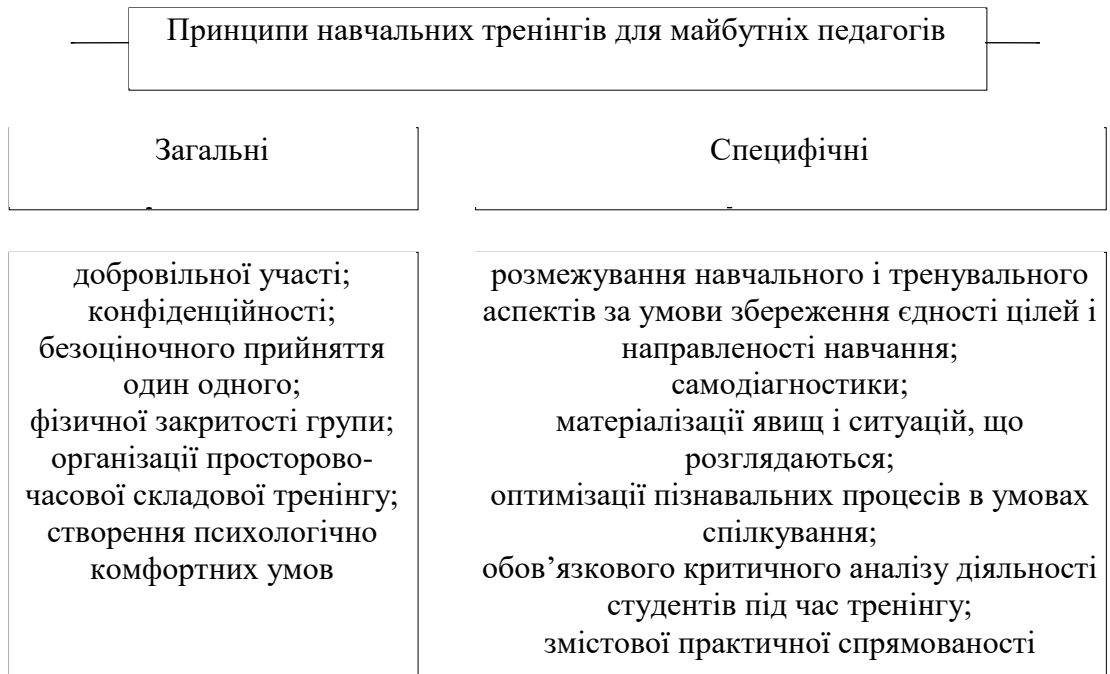 Принципи навчальних тренінгів для майбутніх педагогів
Загальні
Специфічні
добровільної участі;
конфіденційності;
безоціночного прийняття
один одного;
фізичної закритості групи;
організації просторово-
часової складової тренінгу;
створення психологічно
комфортних умов
розмежування навчального і тренувального
аспектів за умови збереження єдності цілей і
направленості навчання;
самодіагностики;
матеріалізації явищ і ситуацій, що
розглядаються;
оптимізації пізнавальних процесів в умовах
спілкування;
обов’язкового критичного аналізу діяльності
студентів під час тренінгу;
змістової практичної спрямованості